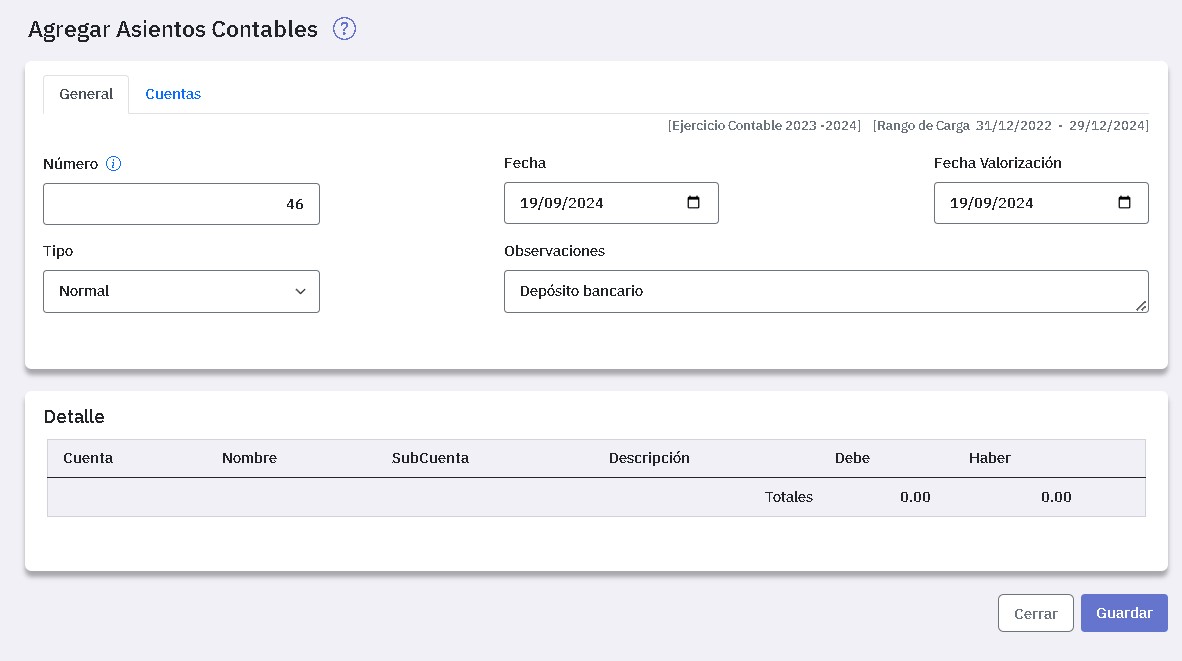 Agregar Asientos Contables ?
General Cuentas
[Ejercicio Contable 2023 -2024] [Rango de Carga 31/12/2022 - 29/12/2024]
Número i Fecha Fecha Valorización
46 19/09/2024 19/09/2024
Tipo Observaciones
Normal Depósito bancario
Detalle
Cuenta Nombre SubCuenta Descripción Debe Haber
Totales 0.00 0.00
Cerrar Guardar